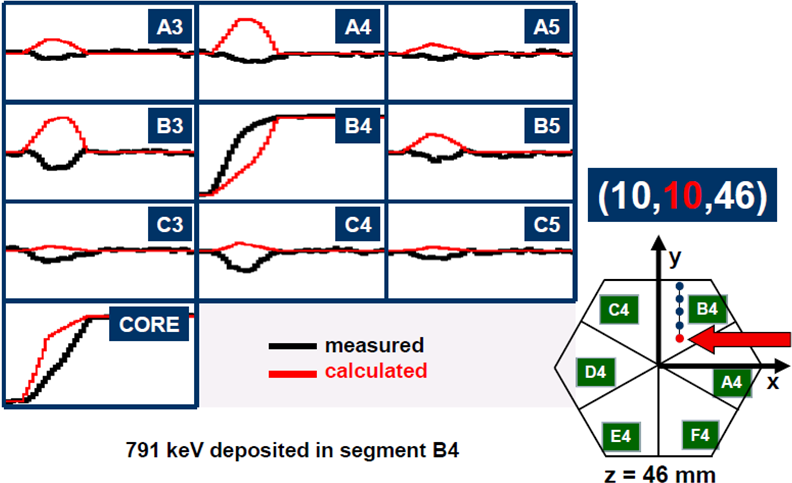 A3
A4
A5
B3
B4
B5
C3
C4
C5
CORE
measured
calculated
791 keV deposited in segment B4
(10,10,46)
y
C4
B4
D4
A4
x
E4
F4
z = 46 mm